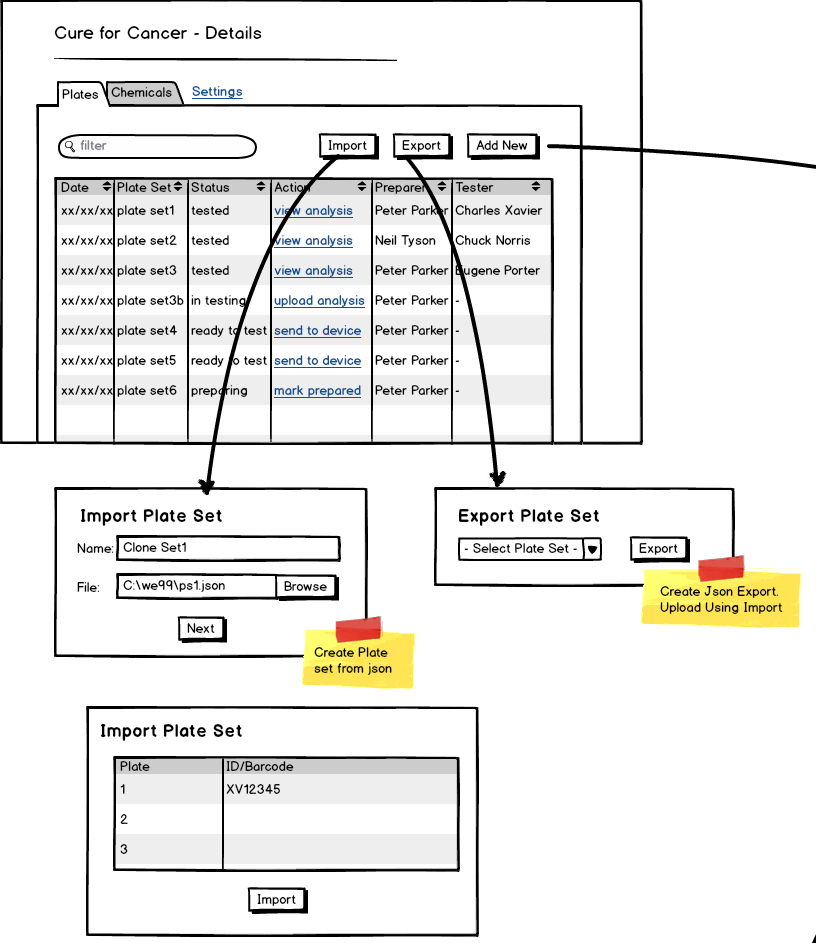 Cure for Cancer - Details
Plates Chemicals Settings
filter Import Export Add New
Date Plate Set Status Action Preparer Tester
xx/xx/xx plate set1 tested view analysis Peter Parker Charles Xavier
xx/xx/xx plate set2 tested view analysis Neil Tyson Chuck Norris
xx/xx/xx plate set3 tested view analysis Peter Parker Eugene Porter
xx/xx/xx plate set3b in testing upload analysis Peter Parker -
xx/xx/xx plate set4 ready to test send to device Peter Parker -
xx/xx/xx plate set5 ready to test send to device Peter Parker -
xx/xx/xx plate set6 preparing mark prepared Peter Parker -
Import Plate Set
Name: Clone Set1
File: C:\we99\ps1.json Browse
Next
Create Plate
set from json
Export Plate Set
- Select Plate Set - Export
Create Json Export.
Upload Using Import
Import Plate Set
Plate ID/Barcode
1 XV12345
2
3
Import